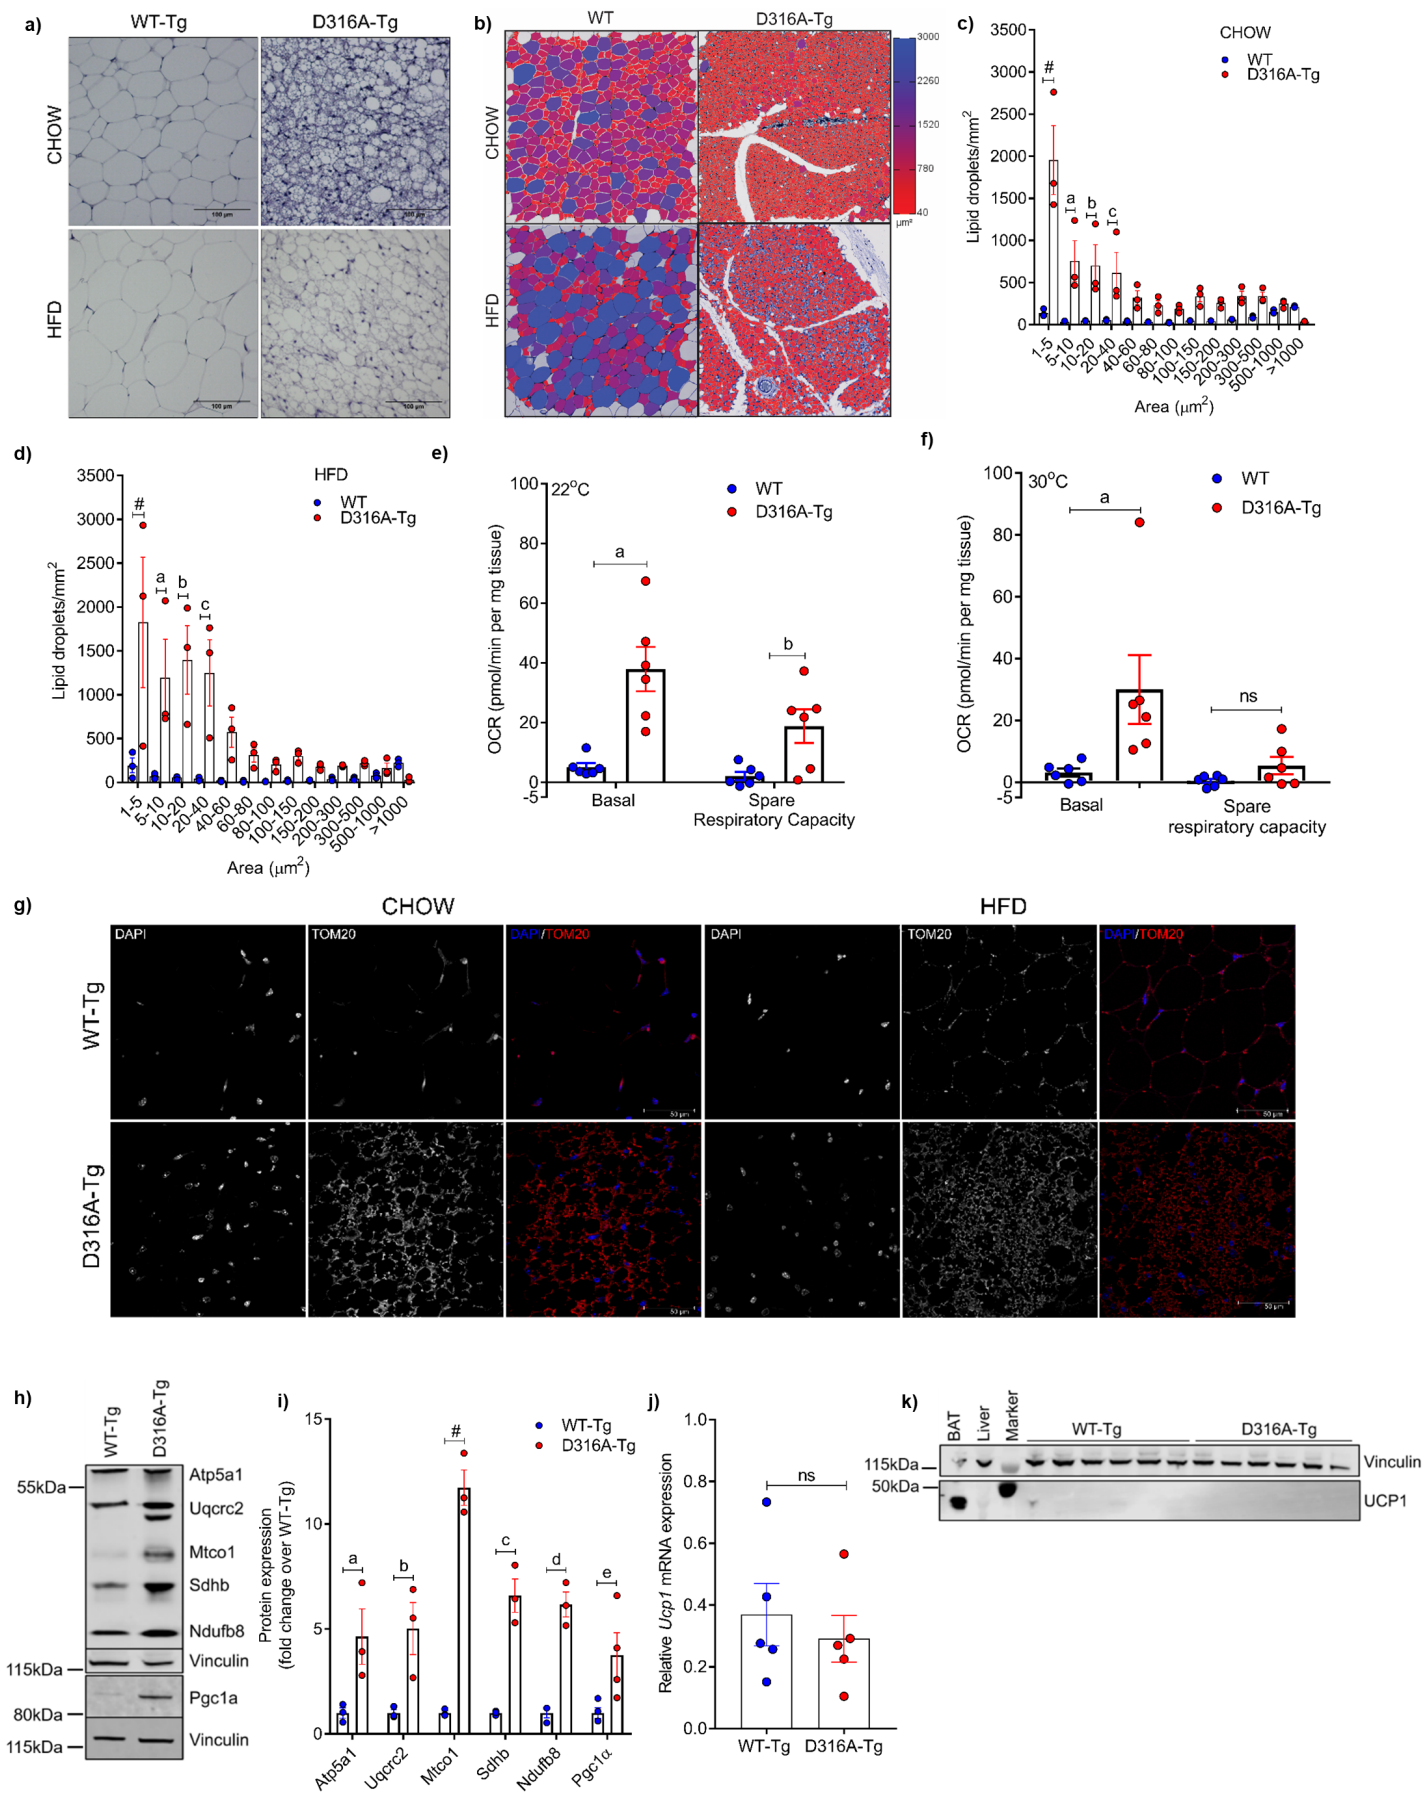 a)
WT-Tg
D316A-Tg
CHOW
HFD
100 µm
100 µm
100 µm
100 µm
b)
WT
D316A-Tg
CHOW
HFD
3000
2260
1520
780
40
µm²
c)
CHOW
WT
D316A-Tg
Lipid droplets/mm²
3500
3000
2500
2000
1500
1000
500
0
#
a
b
c
1-5
5-10
10-20
20-40
40-60
60-80
80-100
100-150
150-200
200-300
300-500
500-1000
>1000
Area (µm²)
d)
HFD
WT
D316A-Tg
Lipid droplets/mm²
3500
3000
2500
2000
1500
1000
500
0
#
a
b
c
1-5
5-10
10-20
20-40
40-60
60-80
80-100
100-150
150-200
200-300
300-500
500-1000
>1000
Area (µm²)
e)
22°C
WT
D316A-Tg
OCR (pmol/min per mg tissue)
100
80
60
40
20
0
-5
a
b
Basal
Spare
Respiratory Capacity
f)
30°C
WT
D316A-Tg
OCR (pmol/min per mg tissue)
100
80
60
40
20
0
-5
a
ns
Basal
Spare
respiratory capacity
g)
CHOW
HFD
DAPI
TOM20
DAPI/TOM20
DAPI
TOM20
DAPI/TOM20
WT-Tg
D316A-Tg
50 µm
50 µm
50 µm
50 µm
h)
WT-Tg
D316A-Tg
Atp5a1
55kDa
Uqcrc2
Mtco1
Sdhb
Ndufb8
Vinculin
115kDa
Pgc1a
80kDa
Vinculin
115kDa
i)
WT-Tg
D316A-Tg
Protein expression
(fold change over WT-Tg)
15
10
5
0
a
b
#
c
d
e
Atp5a1
Uqcrc2
Mtco1
Sdhb
Ndufb8
Pgc1α
j)
Relative Ucp1 mRNA expression
1.0
0.8
0.6
0.4
0.2
0.0
ns
WT-Tg
D316A-Tg
k)
BAT
Liver
Marker
WT-Tg
D316A-Tg
115kDa
Vinculin
50kDa
UCP1